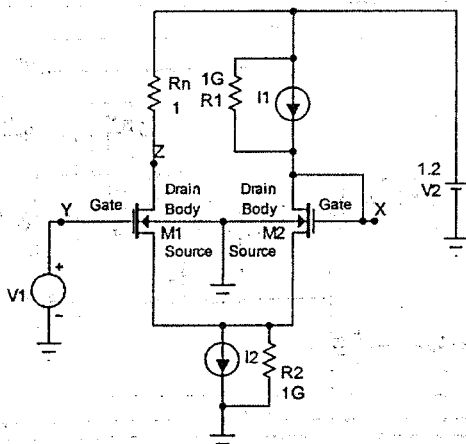 Rn
1
1G
R1
I1
Z
1.2
V2
Y
Gate
Drain
Body
M1
Source
Drain
Body
M2
Source
Gate
X
V1
+
-
I2
R2
1G